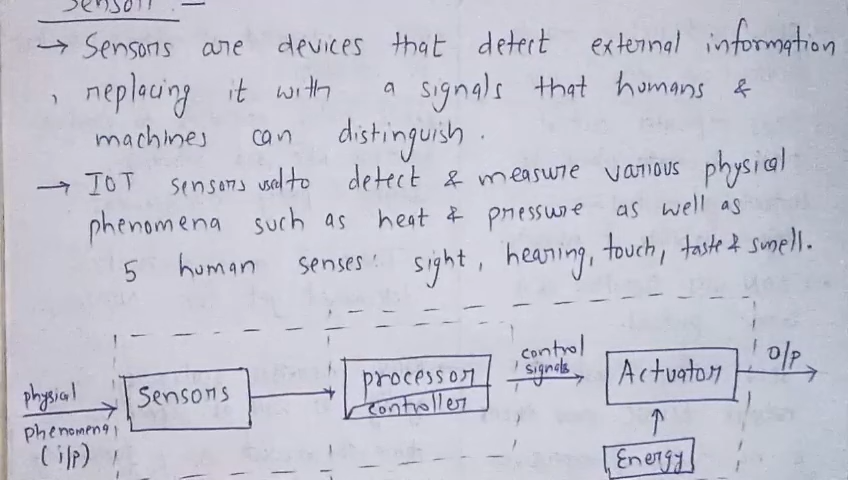 Sensor :-
→ Sensors are devices that detect external information
, replacing it with a signals that humans &
machines can distinguish.
→ IOT sensors used to detect & measure various physical
phenomena such as heat & pressure as well as
5 human senses: sight, hearing, touch, taste & smell.
physical
phenomena
(i/p)
Sensors
processor
controller
control
signals
Actuator
O/p
Energy